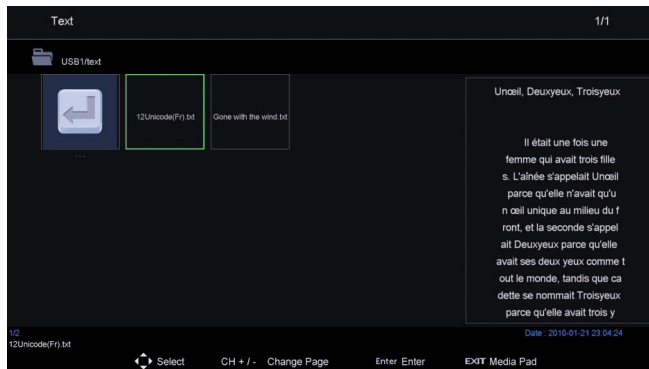 Text 1/1
USB1/text
12Unicode(Fr).txt Gone with the wind.txt
...
Unœil, Deuxyeux, Troisyeux
Il était une fois une
femme qui avait trois fille
s. L'aînée s'appelait Unœil
parce qu'elle n'avait qu'u
n œil unique au milieu du f
ront, et la seconde s'appel
ait Deuxyeux parce qu'elle
avait ses deux yeux comme t
out le monde, tandis que ca
dette se nommait Troisyeux
parce qu'elle avait trois y
1/2 Date : 2010-01-21 23:04:24
12Unicode(Fr).txt
Select CH + / - Change Page Enter Enter EXIT Media Pad